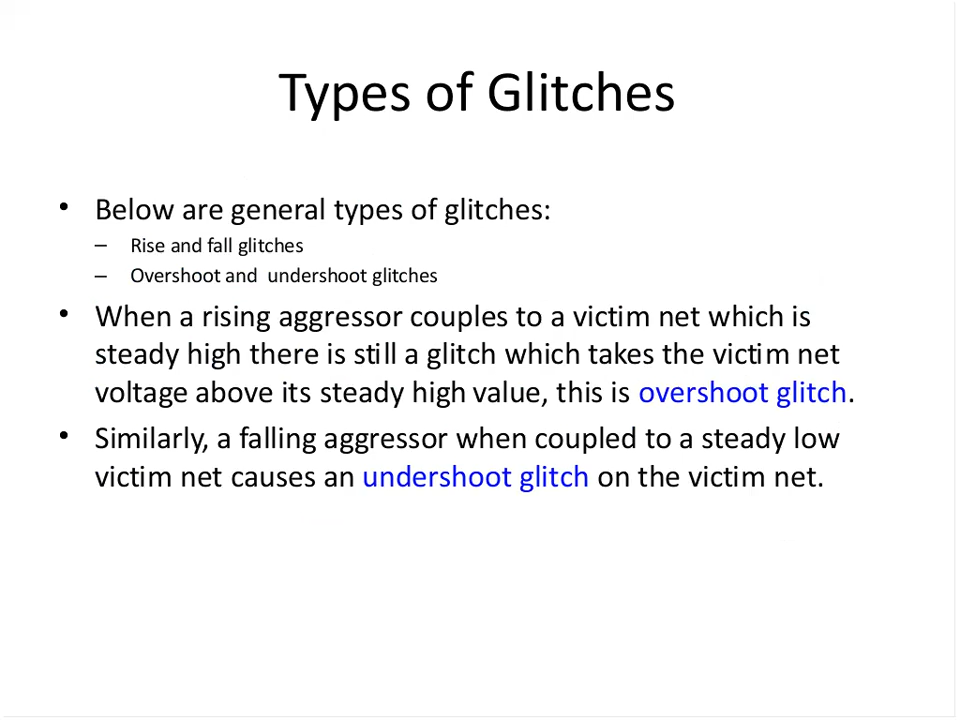 Types of Glitches
• Below are general types of glitches:
– Rise and fall glitches
– Overshoot and  undershoot glitches
• When a rising aggressor couples to a victim net which is
steady high there is still a glitch which takes the victim net
voltage above its steady high value, this is overshoot glitch.
• Similarly, a falling aggressor when coupled to a steady low
victim net causes an undershoot glitch on the victim net.